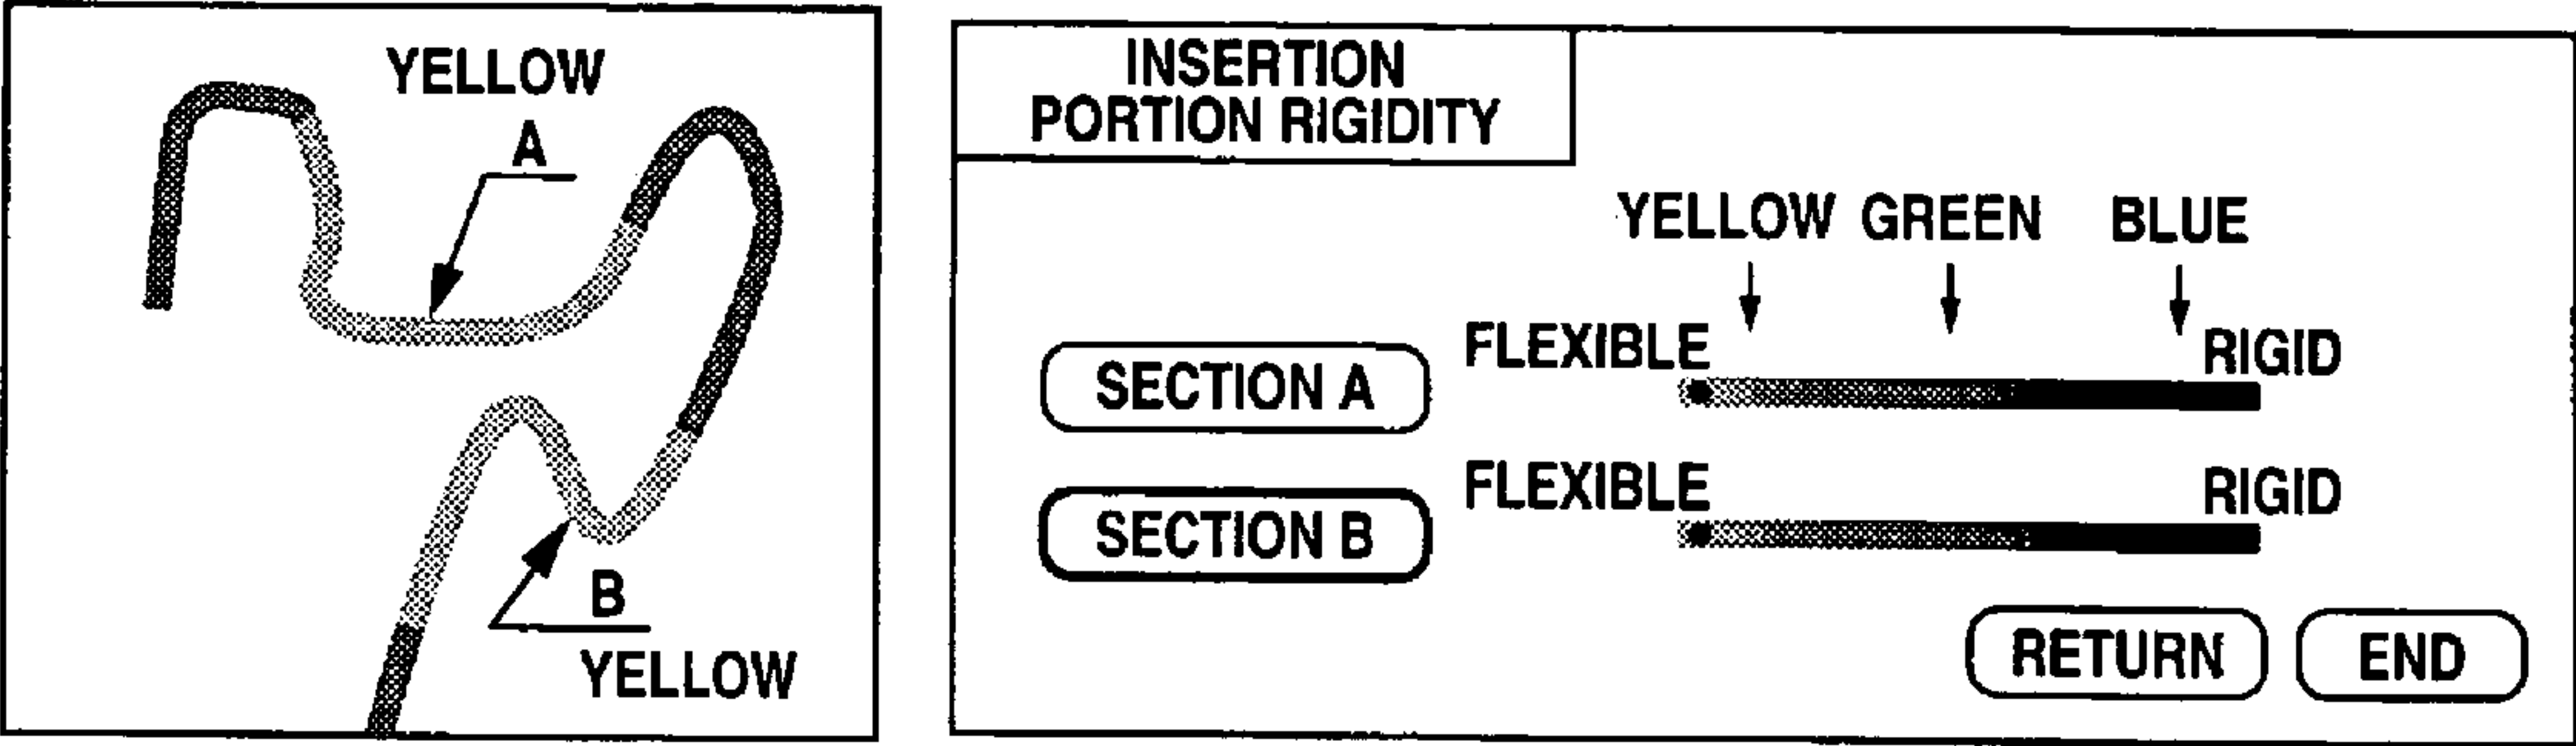 YELLOW
A
B
YELLOW
INSERTION
PORTION RIGIDITY
YELLOW GREEN BLUE
FLEXIBLE RIGID
SECTION A
FLEXIBLE RIGID
SECTION B
RETURN END